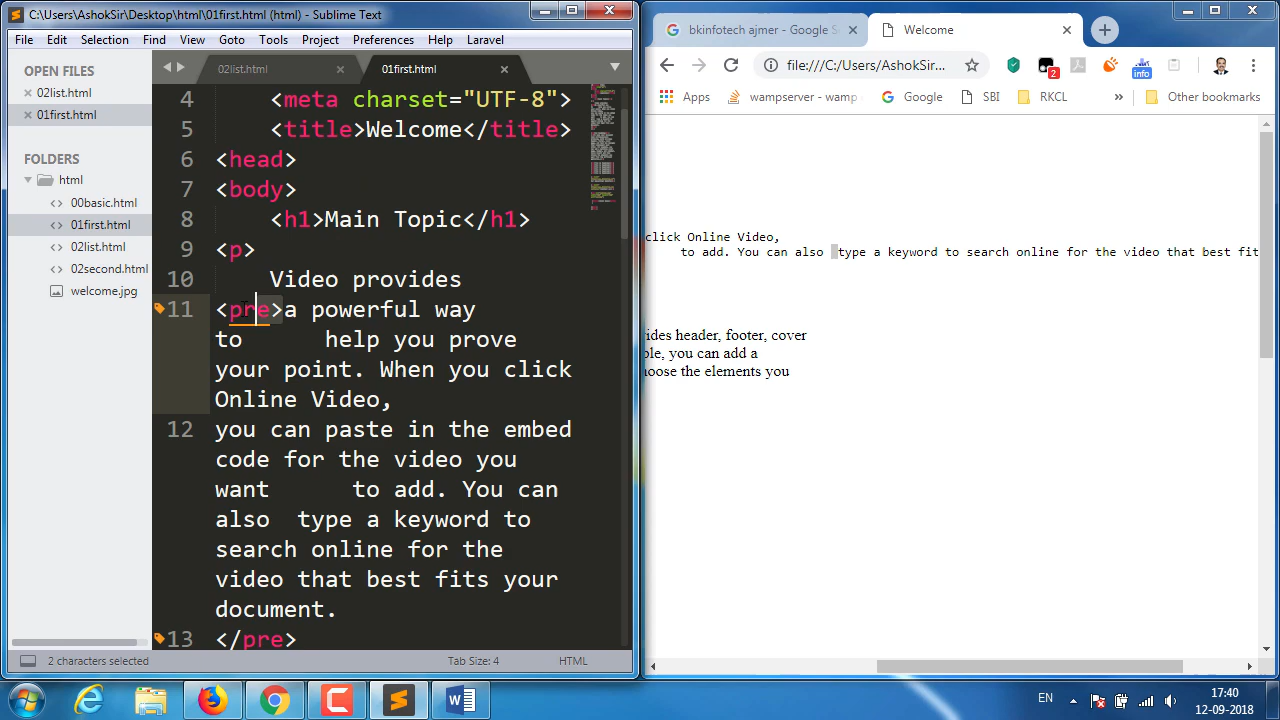 C:\Users\AshokSir\Desktop\html\01first.html (html) - Sublime Text
File Edit Selection Find View Goto Tools Project Preferences Help Laravel
OPEN FILES
02list.html
01first.html
FOLDERS
html
00basic.html
01first.html
02list.html
02second.html
welcome.jpg
02list.html
01first.html
4 <meta charset="UTF-8">
5 <title>Welcome</title>
6 <head>
7 <body>
8 <h1>Main Topic</h1>
9 <p>
10 Video provides
11 <pre>a powerful way
to help you prove
your point. When you click
Online Video,
12 you can paste in the embed
code for the video you
want to add. You can
also type a keyword to
search online for the
video that best fits your
document.
13 </pre>
2 characters selected
Tab Size: 4
HTML
bkinfotech ajmer - Google S
Welcome
file:///C:/Users/AshokSir...
2
info
Apps
wampserver - wamp
Google
SBI
RKCL
»
Other bookmarks
click Online Video,
to add. You can also type a keyword to search online for the video that best fit
ides header, footer, cover
ble, you can add a
oose the elements you
EN
17:40
12-09-2018